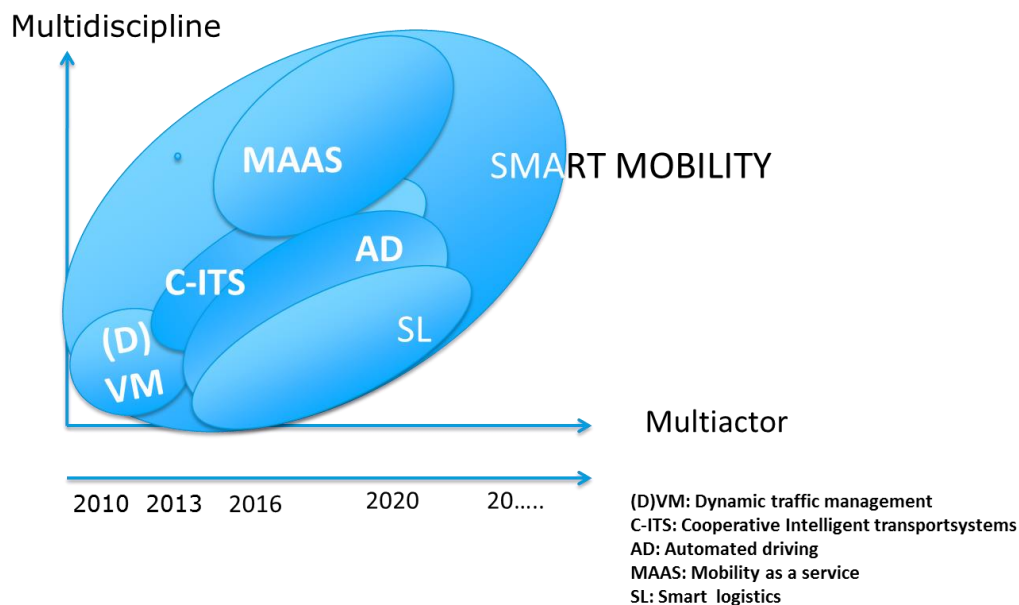 Multidiscipline
MAAS
SMART MOBILITY
AD
C-ITS
(D)
VM
SL
Multiactor
2010 2013 2016 2020 20.....
(D)VM: Dynamic traffic management
C-ITS: Cooperative Intelligent transportsystems
AD: Automated driving
MAAS: Mobility as a service
SL: Smart logistics